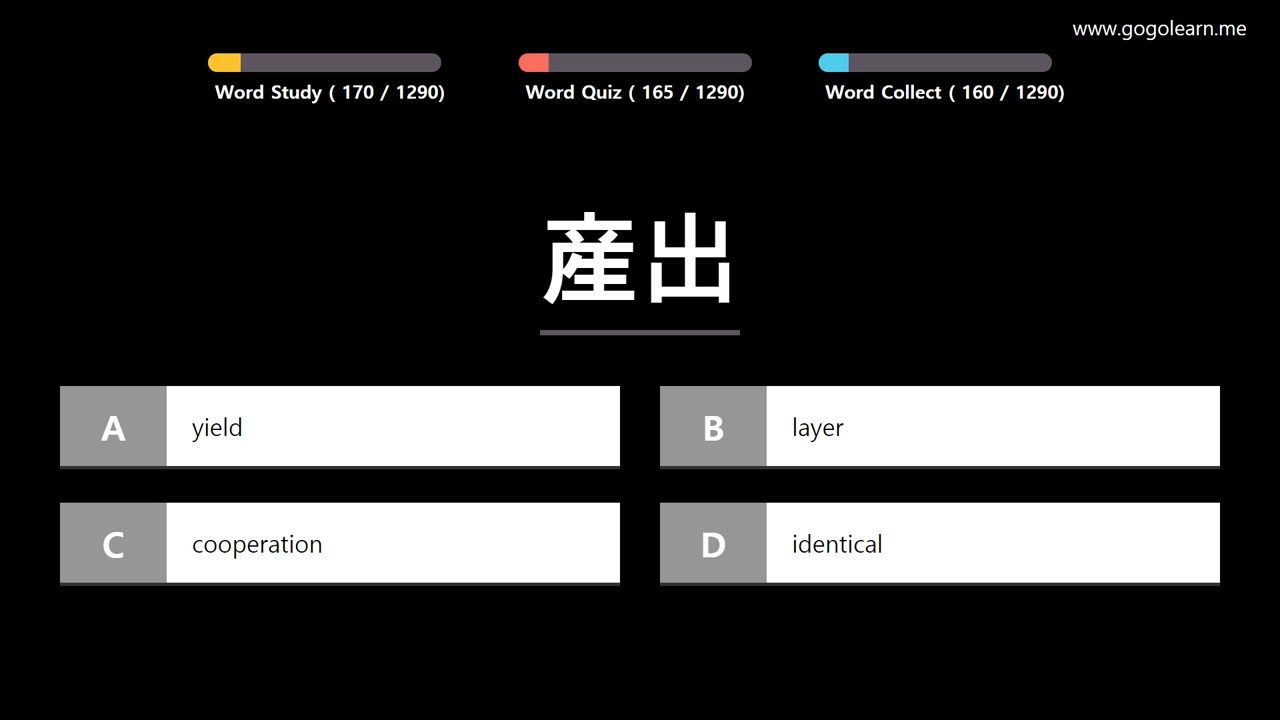 www.gogolearn.me
Word Study ( 170 / 1290)
Word Quiz ( 165 / 1290)
Word Collect ( 160 / 1290)
産出
A yield
B layer
C cooperation
D identical